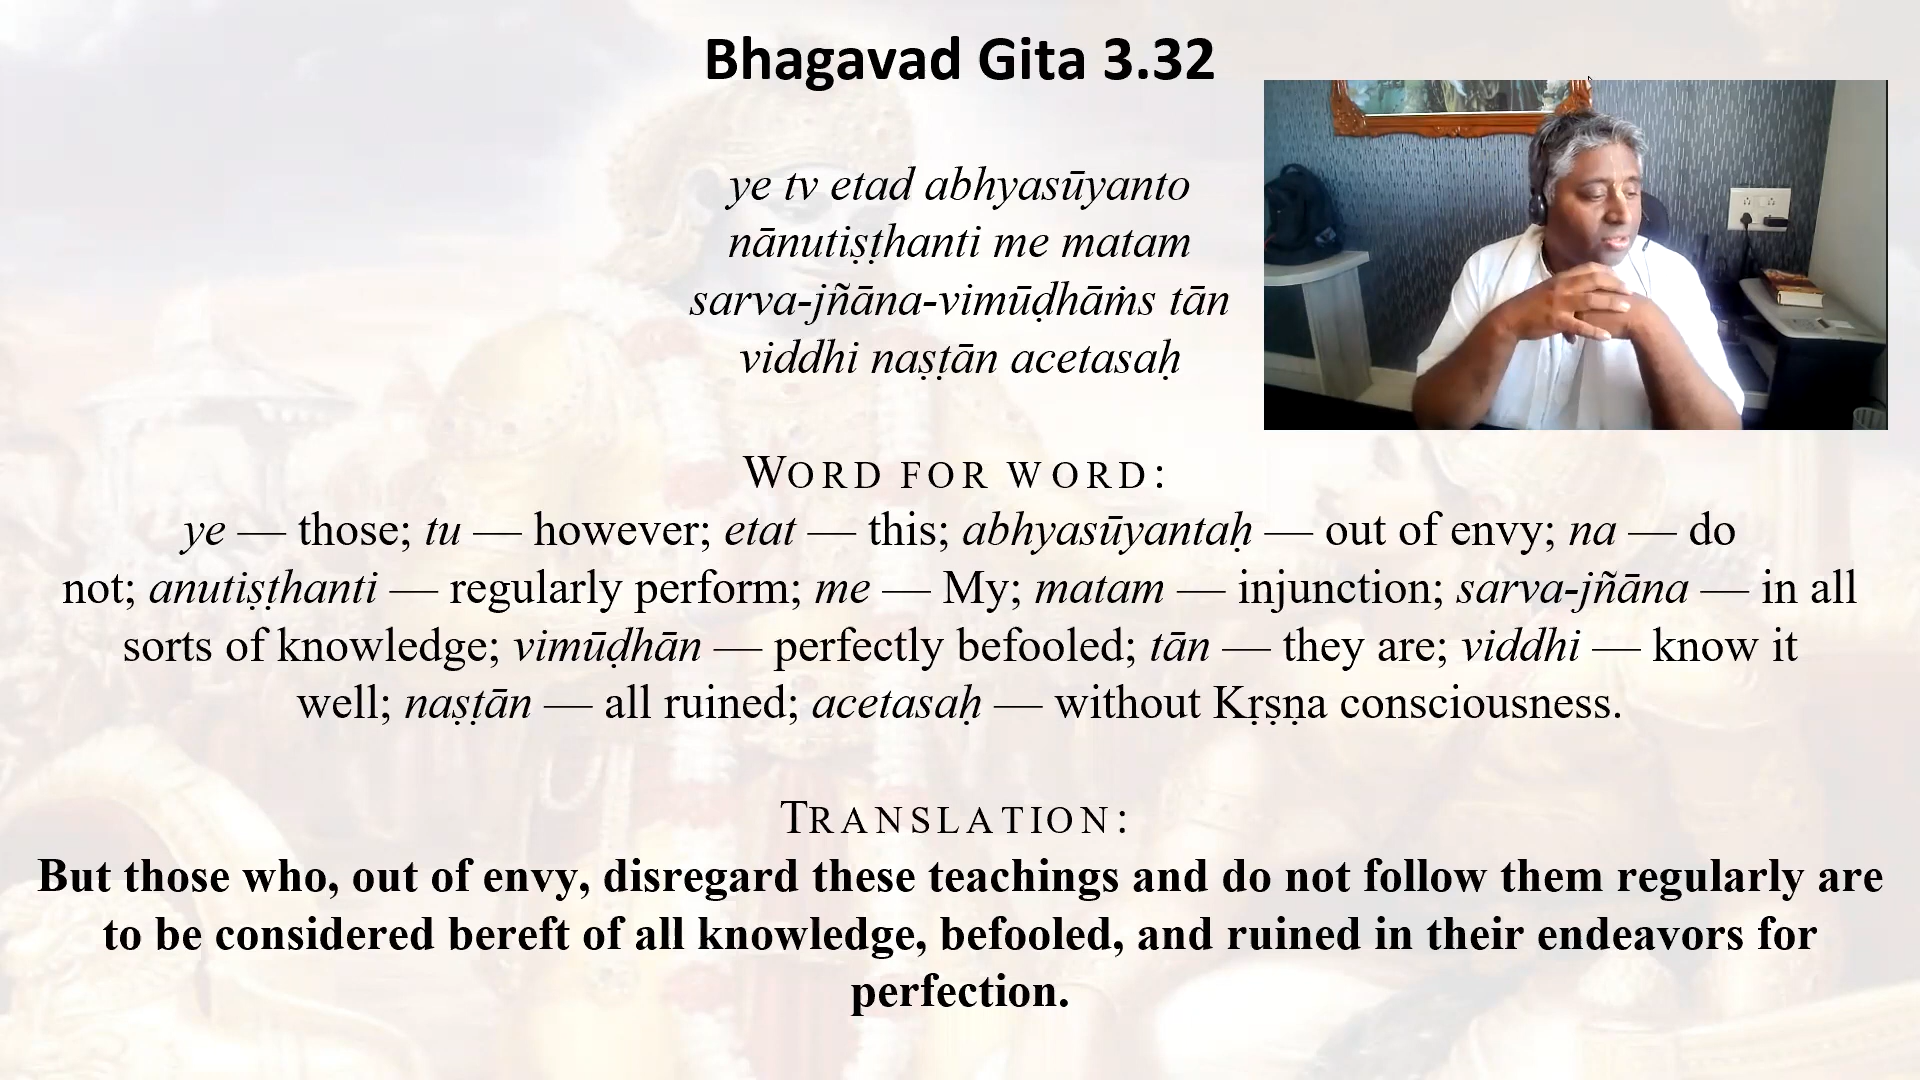 Bhagavad Gita 3.32
ye tv etad abhyasūyanto
nānutiṣṭhanti me matam
sarva-jñāna-vimūḍhāṁs tān
viddhi naṣṭān acetasaḥ
WORD FOR WORD:
ye — those; tu — however; etat — this; abhyasūyantaḥ — out of envy; na — do
not; anutiṣṭhanti — regularly perform; me — My; matam — injunction; sarva-jñāna — in all
sorts of knowledge; vimūḍhān — perfectly befooled; tān — they are; viddhi — know it
well; naṣṭān — all ruined; acetasaḥ — without Kṛṣṇa consciousness.
TRANSLATION:
But those who, out of envy, disregard these teachings and do not follow them regularly are
to be considered bereft of all knowledge, befooled, and ruined in their endeavors for
perfection.